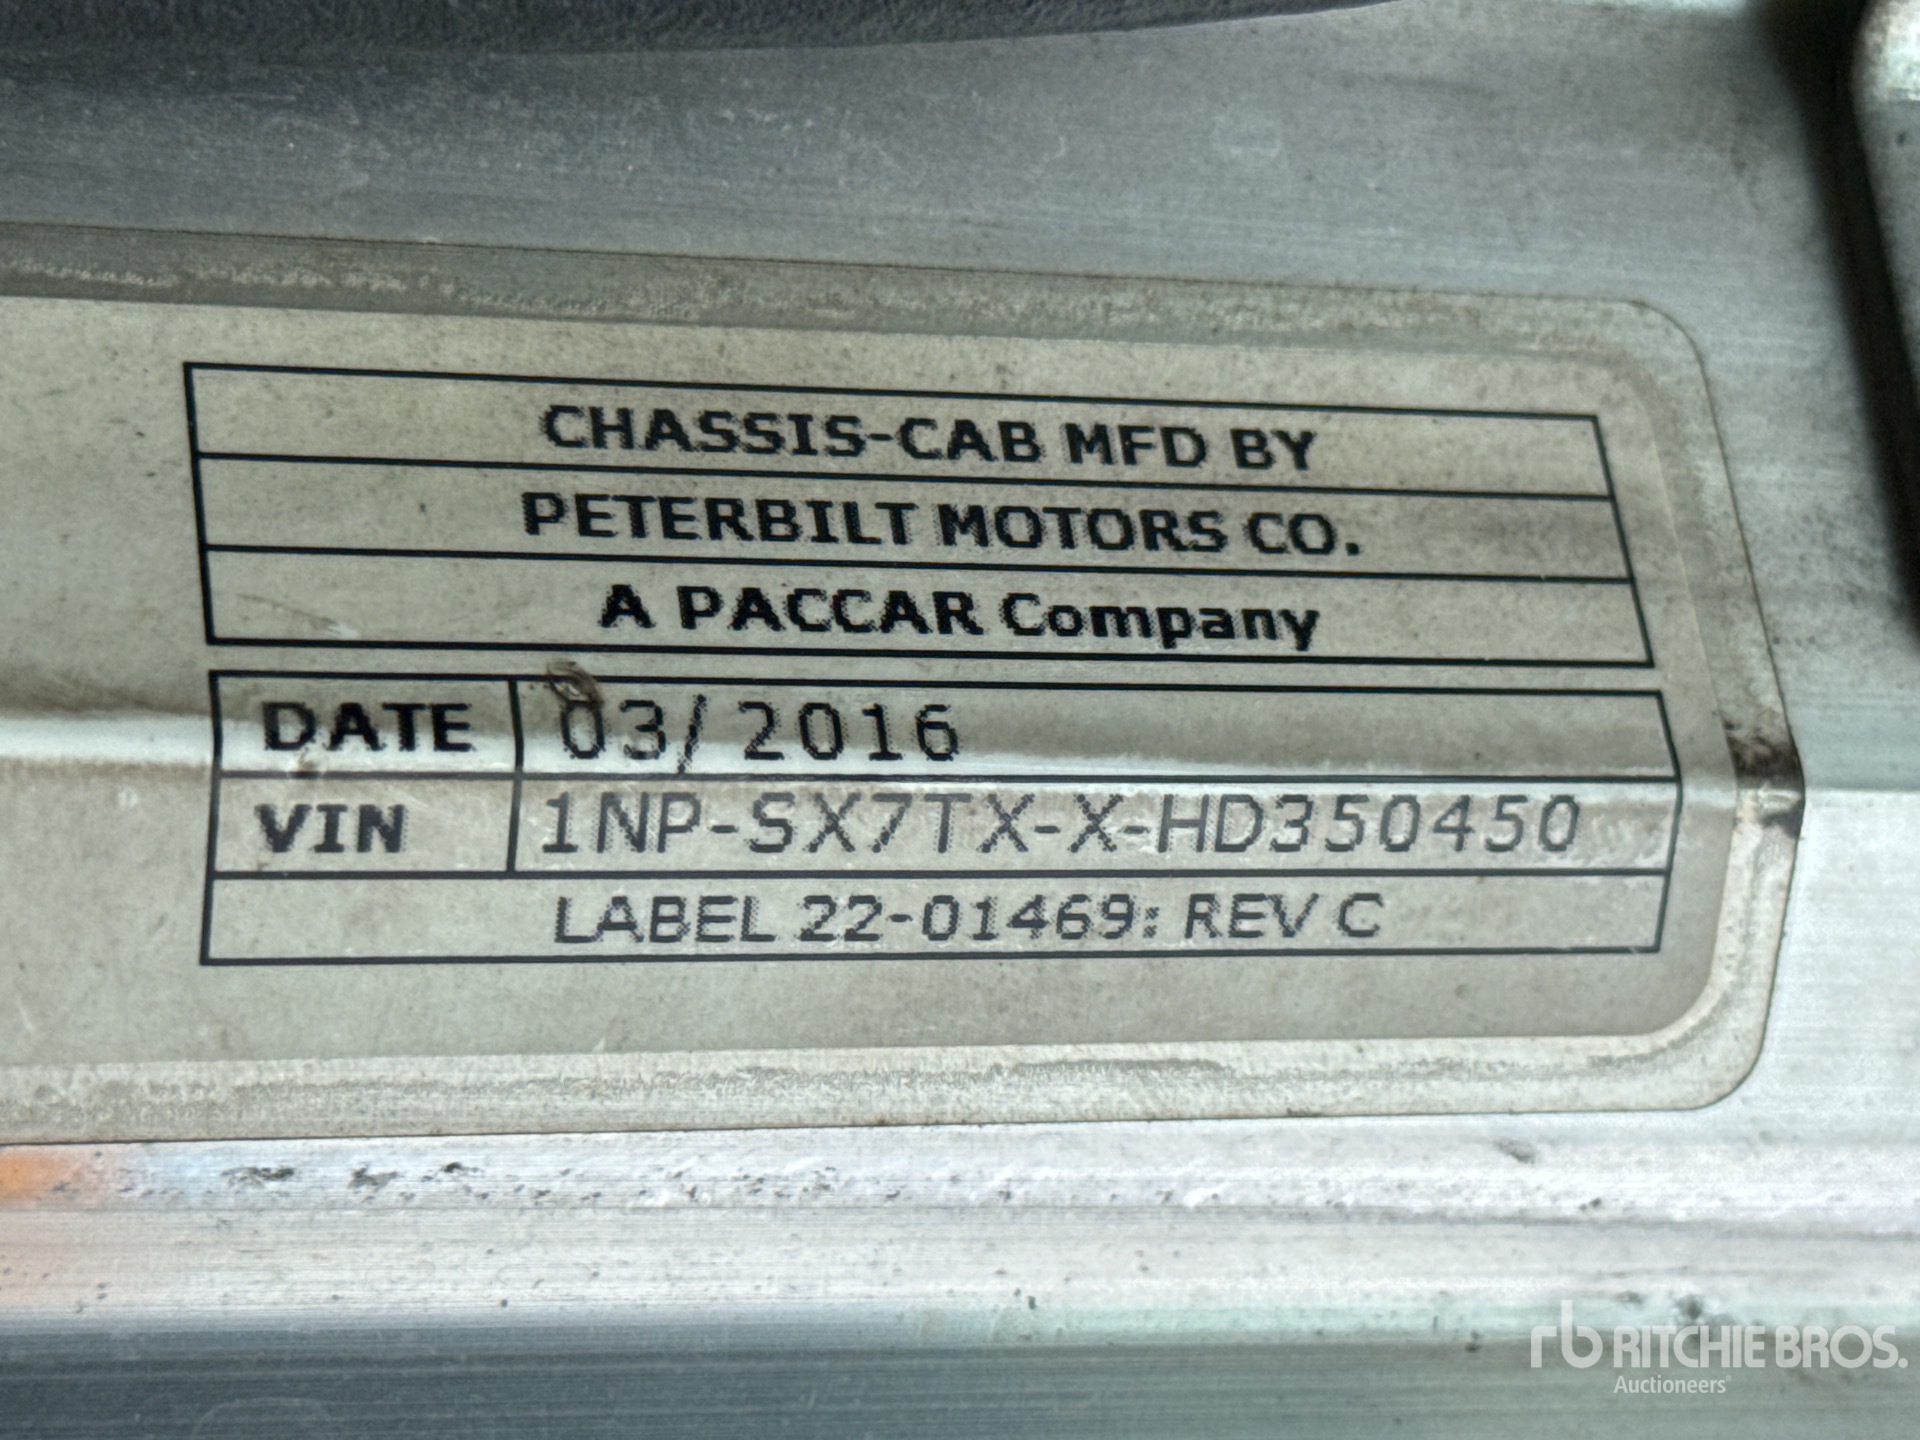 CHASSIS-CAB MFD BY
PETERBILT MOTORS CO.
A PACCAR Company
DATE 03/2016
VIN 1NP-SX7TX-X-HD350450
LABEL 22-01469: REV C
rb RITCHIE BROS.
Auctioneers